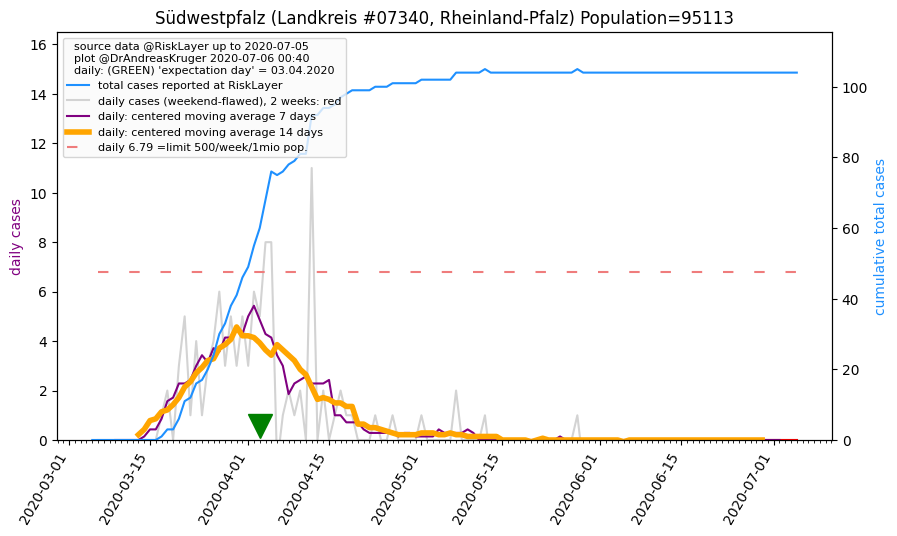 Südwestpfalz (Landkreis #07340, Rheinland-Pfalz) Population=95113
source data @RiskLayer up to 2020-07-05
plot @DrAndreasKruger 2020-07-06 00:40
daily: (GREEN) 'expectation day' = 03.04.2020
total cases reported at RiskLayer
daily cases (weekend-flawed), 2 weeks: red
daily: centered moving average 7 days
daily: centered moving average 14 days
daily 6.79 =limit 500/week/1mio pop.
daily cases
16
14
12
10
8
6
4
2
0
cumulative total cases
100
80
60
40
20
0
2020-03-01
2020-03-15
2020-04-01
2020-04-15
2020-05-01
2020-05-15
2020-06-01
2020-06-15
2020-07-01